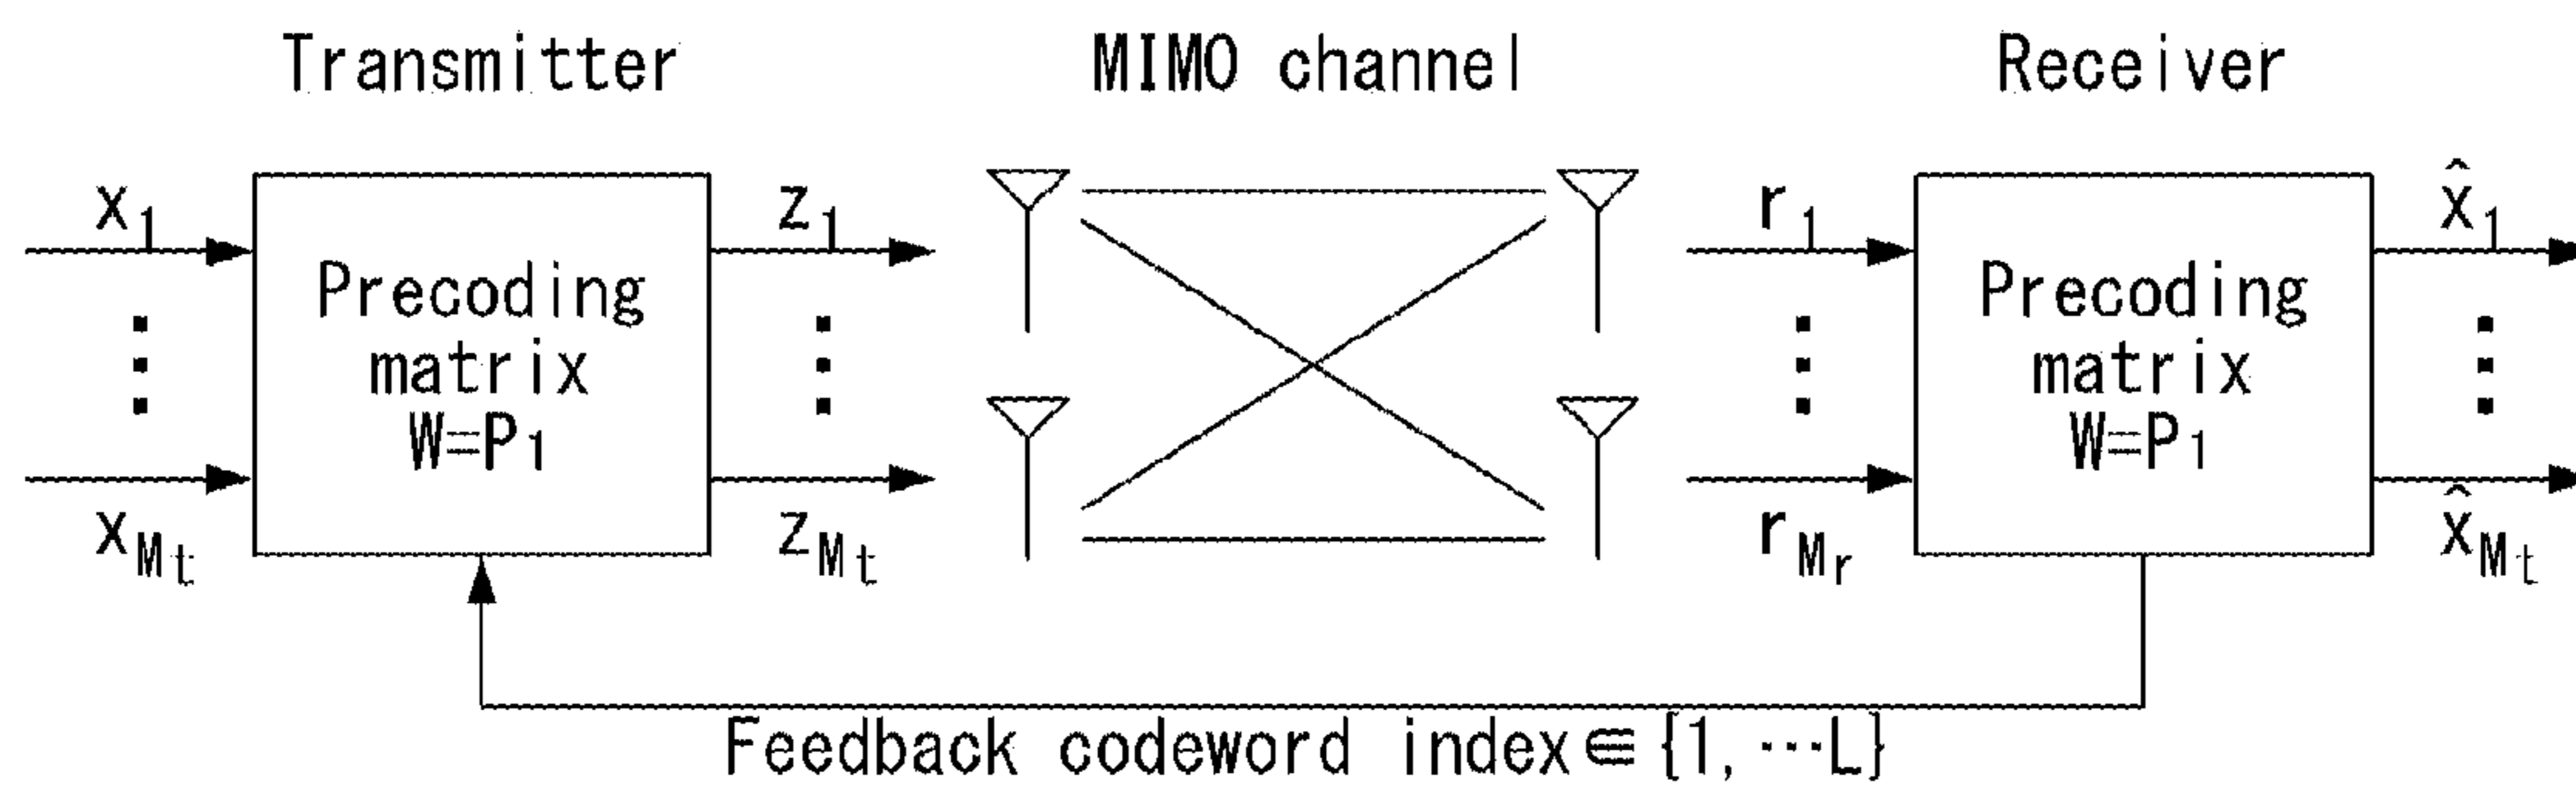 Transmitter
MIMO channel
Receiver
x1
z1
r1
x̂1
Precoding
matrix
W=P1
Precoding
matrix
W=P1
xMt
zMt
rMr
x̂Mt
Feedback codeword index∈{1, ⋯L}